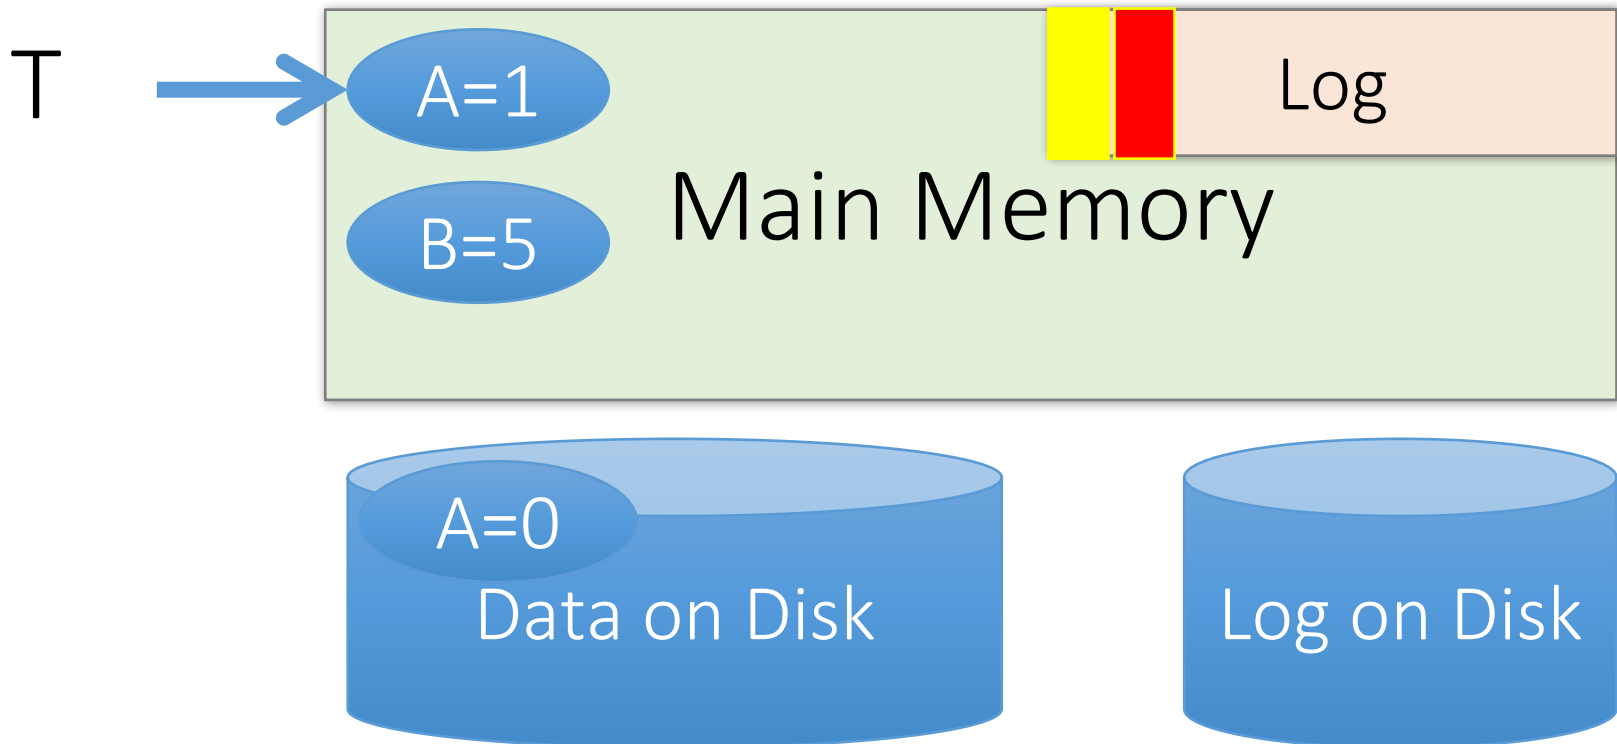 T
A=1
Log
B=5
Main Memory
A=0
Data on Disk
Log on Disk